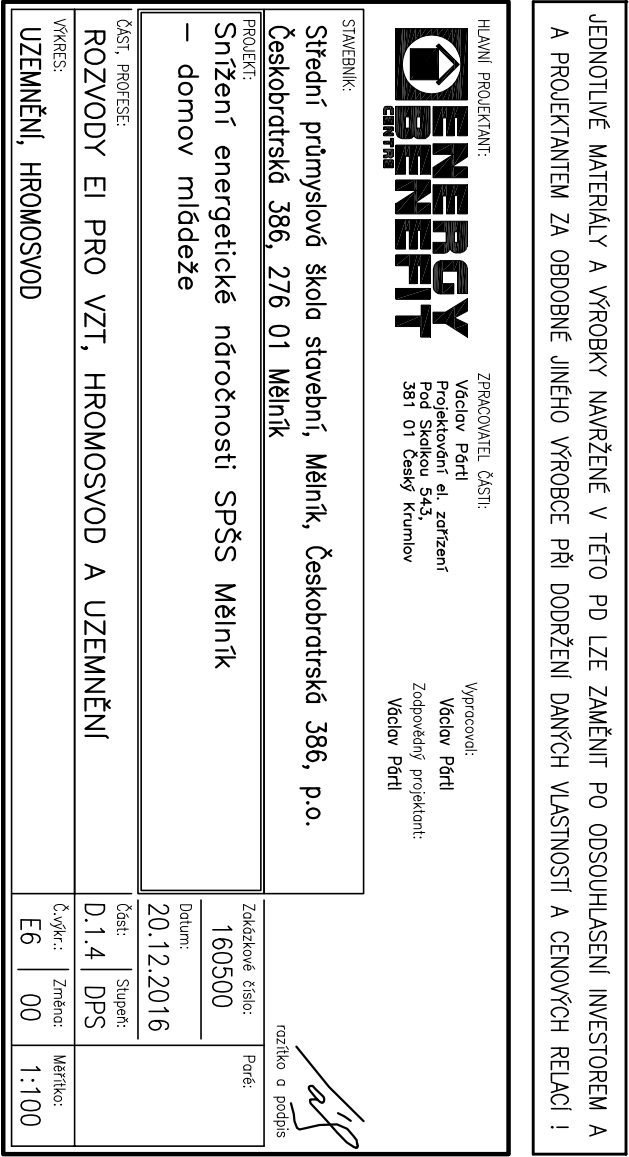 JEDNOTLIVÉ MATERIÁLY A VÝROBKY NAVRŽENÉ V TÉTO PD LZE ZAMĚNIT PO ODSOUHLASENÍ INVESTOREM A
A PROJEKTANTEM ZA OBDOBNÉ JINÉHO VÝROBCE PŘI DODRŽENÍ DANÝCH VLASTNOSTÍ A CENOVÝCH RELACÍ !
HLAVNÍ PROJEKTANT:
ENERGY
BENEFIT
CENTRE
ZPRACOVATEL ČÁSTI:
Václav Pártl
Projektování el. zařízení
Pod Skalkou 543,
381 01 Český Krumlov
Vypracoval:
Václav Pártl
Zodpovědný projektant:
Václav Pártl
razítko a podpis
STAVEBNÍK:
Střední průmyslová škola stavební, Mělník, Českobratrská 386, p.o.
Českobratrská 386, 276 01 Mělník
PROJEKT:
Snížení energetické náročnosti SPŠS Mělník
– domov mládeže
Zakázkové číslo:
160500
Paré:
Datum:
20.12.2016
ČÁST, PROFESE:
ROZVODY EI PRO VZT, HROMOSVOD A UZEMNĚNÍ
Část:
D.1.4
Stupeň:
DPS
VÝKRES:
UZEMNĚNÍ, HROMOSVOD
Č.výkr.:
E6
Změna:
00
Měřítko:
1:100